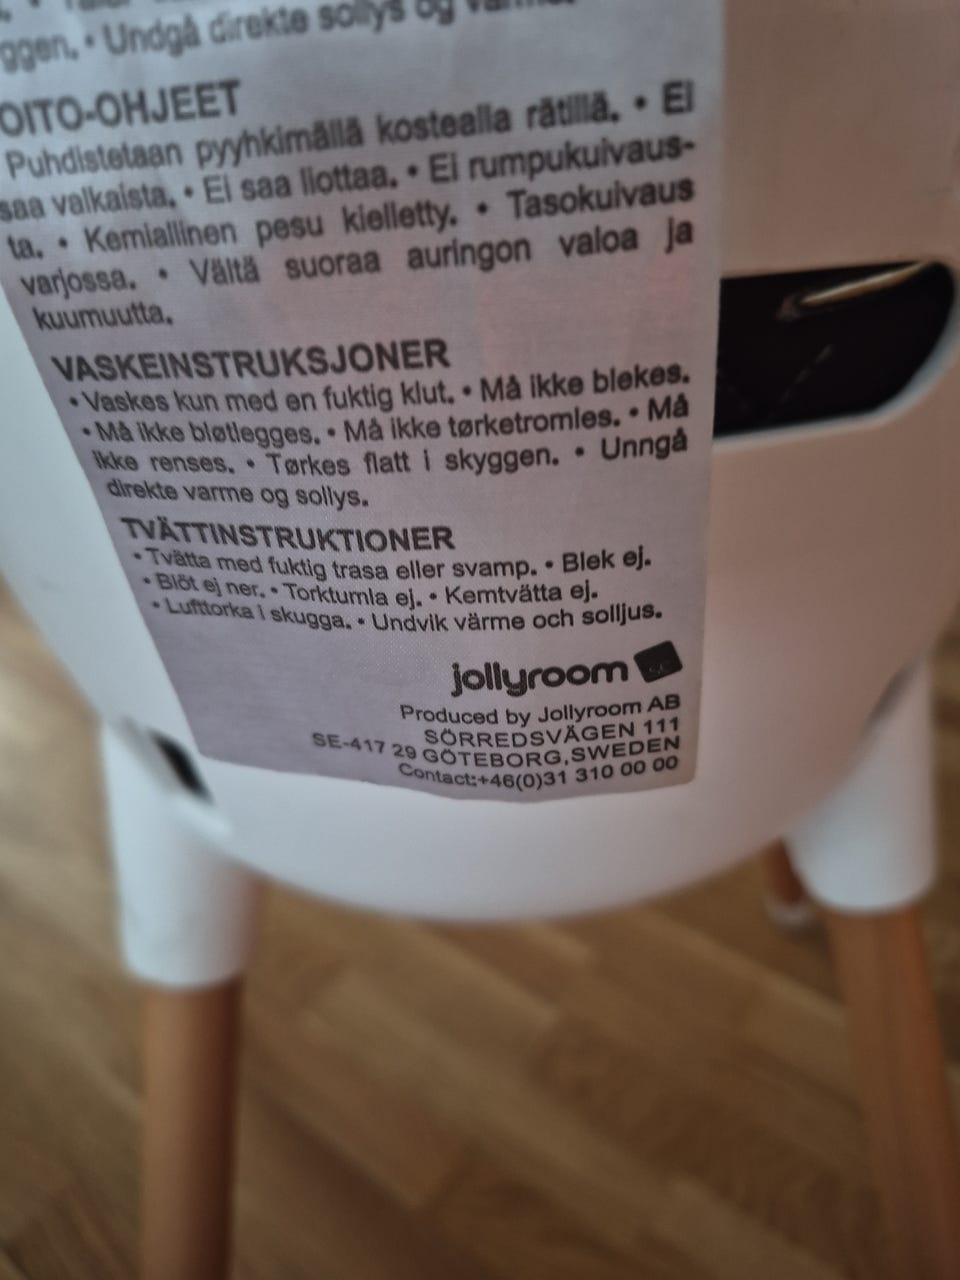 ggen. • Undgå direkte sollys og varme.
OITO-OHJEET
Puhdistetaan pyyhkimällä kostealla rätillä. • Ei
saa valkaista. • Ei saa liottaa. • Ei rumpukuivaus-
ta. • Kemiallinen pesu kielletty. • Tasokuivaus
varjossa. • Vältä suoraa auringon valoa ja
kuumuutta.
VASKEINSTRUKSJONER
• Vaskes kun med en fuktig klut. • Må ikke blekes.
• Må ikke bløtlegges. • Må ikke tørketromles. • Må
ikke renses. • Tørkes flatt i skyggen. • Unngå
direkte varme og sollys.
TVÄTTINSTRUKTIONER
• Tvätta med fuktig trasa eller svamp. • Blek ej.
• Blöt ej ner. • Torktumla ej. • Kemtvätta ej.
• Lufttorka i skugga. • Undvik värme och solljus.
jollyroom
Produced by Jollyroom AB
SÖRREDSVÄGEN 111
SE-417 29 GÖTEBORG,SWEDEN
Contact:+46(0)31 310 00 00